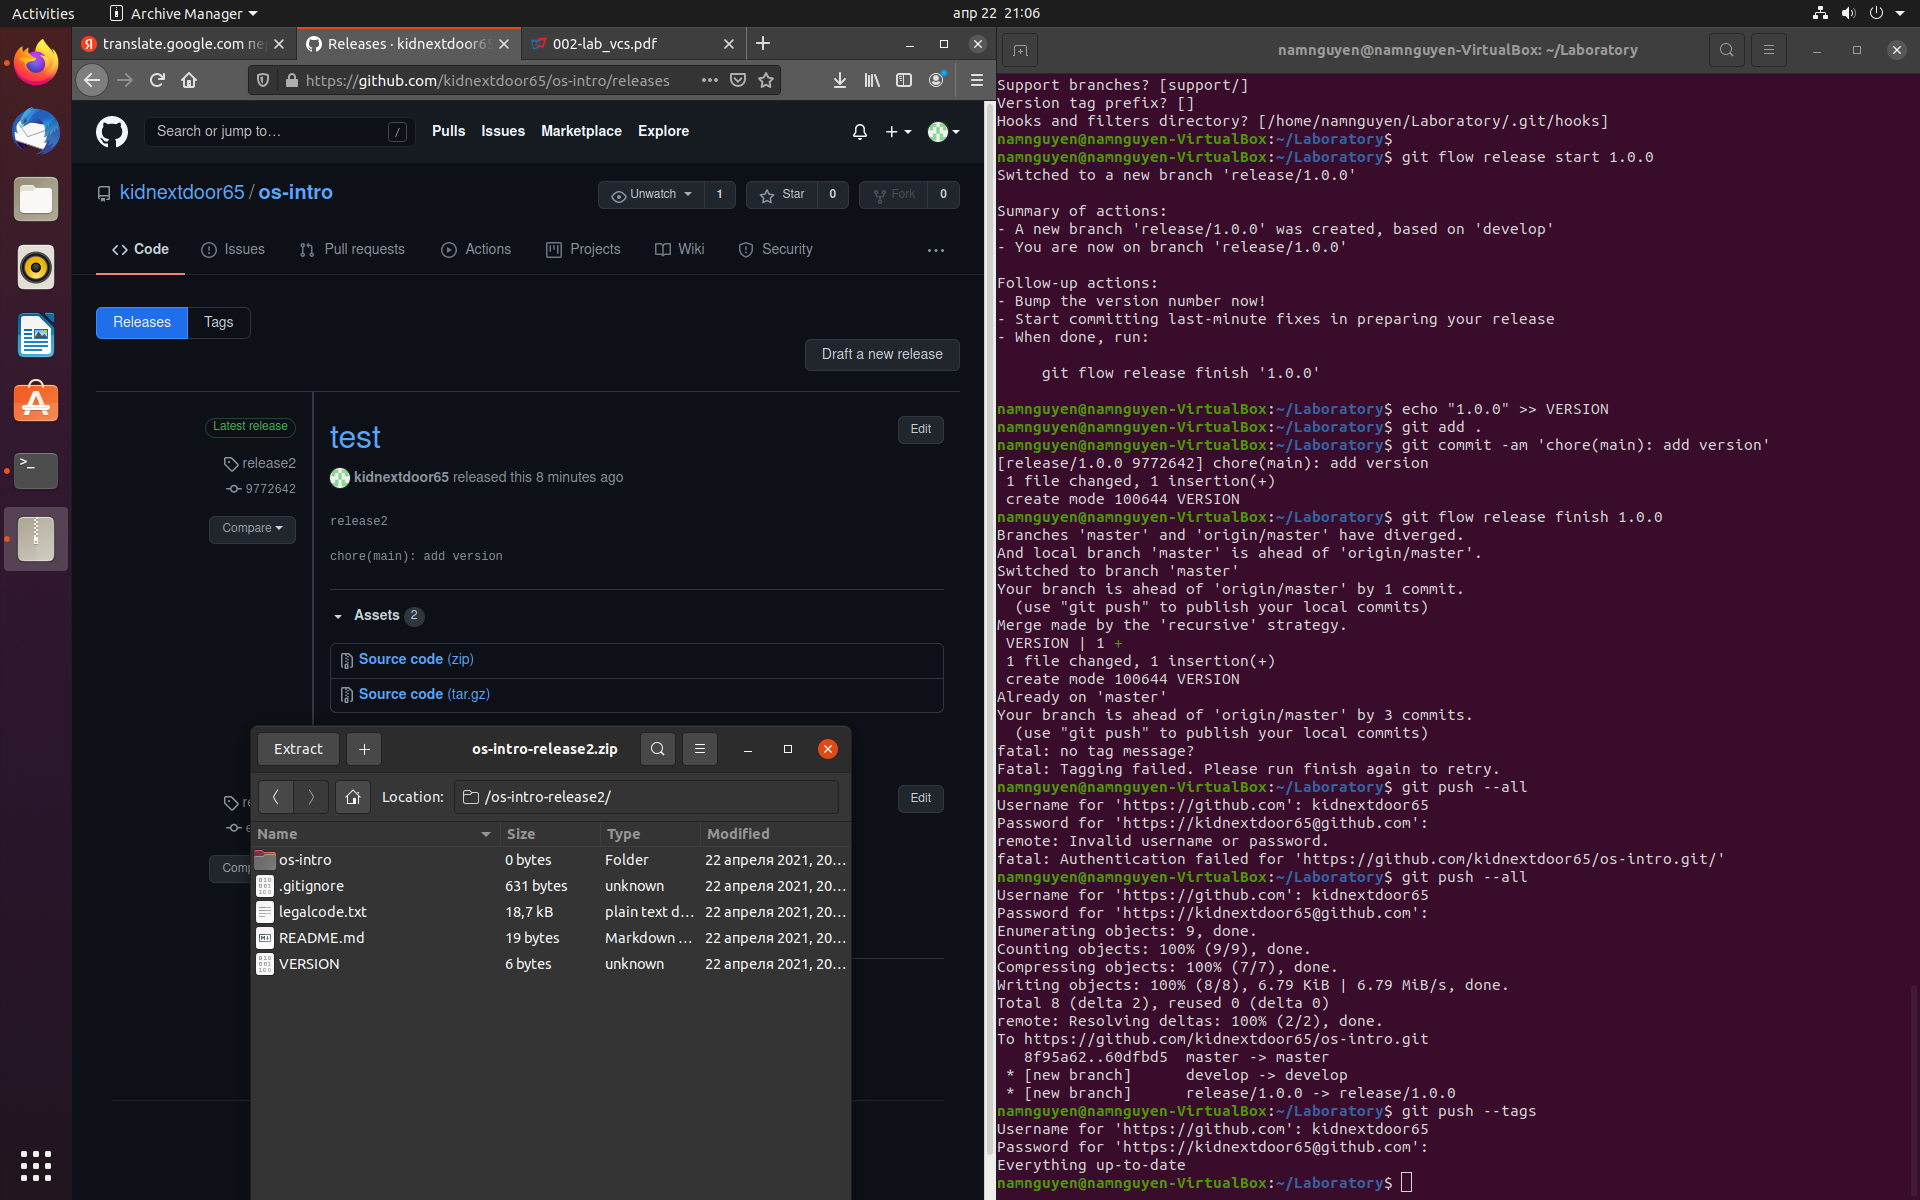 Activities
Archive Manager
апр 22 21:06
translate.google.com пе
Releases · kidnextdoor65
002-lab_vcs.pdf
https://github.com/kidnextdoor65/os-intro/releases
Search or jump to…
/
Pulls
Issues
Marketplace
Explore
kidnextdoor65 / os-intro
Unwatch
1
Star
0
Fork
0
Code
Issues
Pull requests
Actions
Projects
Wiki
Security
Releases
Tags
Draft a new release
Latest release
release2
9772642
Compare
test
Edit
kidnextdoor65 released this 8 minutes ago
release2
chore(main): add version
Assets 2
Source code (zip)
Source code (tar.gz)
Edit
Extract
os-intro-release2.zip
Location:
/os-intro-release2/
Name Size Type Modified
os-intro 0 bytes Folder 22 апреля 2021, 20…
.gitignore 631 bytes unknown 22 апреля 2021, 20…
legalcode.txt 18,7 kB plain text d… 22 апреля 2021, 20…
README.md 19 bytes Markdown … 22 апреля 2021, 20…
VERSION 6 bytes unknown 22 апреля 2021, 20…
namnguyen@namnguyen-VirtualBox: ~/Laboratory
Support branches? [support/]
Version tag prefix? []
Hooks and filters directory? [/home/namnguyen/Laboratory/.git/hooks]
namnguyen@namnguyen-VirtualBox:~/Laboratory$
namnguyen@namnguyen-VirtualBox:~/Laboratory$ git flow release start 1.0.0
Switched to a new branch 'release/1.0.0'
Summary of actions:
- A new branch 'release/1.0.0' was created, based on 'develop'
- You are now on branch 'release/1.0.0'
Follow-up actions:
- Bump the version number now!
- Start committing last-minute fixes in preparing your release
- When done, run:
git flow release finish '1.0.0'
namnguyen@namnguyen-VirtualBox:~/Laboratory$ echo "1.0.0" >> VERSION
namnguyen@namnguyen-VirtualBox:~/Laboratory$ git add .
namnguyen@namnguyen-VirtualBox:~/Laboratory$ git commit -am 'chore(main): add version'
[release/1.0.0 9772642] chore(main): add version
1 file changed, 1 insertion(+)
create mode 100644 VERSION
namnguyen@namnguyen-VirtualBox:~/Laboratory$ git flow release finish 1.0.0
Branches 'master' and 'origin/master' have diverged.
And local branch 'master' is ahead of 'origin/master'.
Switched to branch 'master'
Your branch is ahead of 'origin/master' by 1 commit.
(use "git push" to publish your local commits)
Merge made by the 'recursive' strategy.
VERSION | 1 +
1 file changed, 1 insertion(+)
create mode 100644 VERSION
Already on 'master'
Your branch is ahead of 'origin/master' by 3 commits.
(use "git push" to publish your local commits)
fatal: no tag message?
Fatal: Tagging failed. Please run finish again to retry.
namnguyen@namnguyen-VirtualBox:~/Laboratory$ git push --all
Username for 'https://github.com': kidnextdoor65
Password for 'https://kidnextdoor65@github.com':
remote: Invalid username or password.
fatal: Authentication failed for 'https://github.com/kidnextdoor65/os-intro.git/'
namnguyen@namnguyen-VirtualBox:~/Laboratory$ git push --all
Username for 'https://github.com': kidnextdoor65
Password for 'https://kidnextdoor65@github.com':
Enumerating objects: 9, done.
Counting objects: 100% (9/9), done.
Compressing objects: 100% (7/7), done.
Writing objects: 100% (8/8), 6.79 KiB | 6.79 MiB/s, done.
Total 8 (delta 2), reused 0 (delta 0)
remote: Resolving deltas: 100% (2/2), done.
To https://github.com/kidnextdoor65/os-intro.git
8f95a62..60dfbd5 master -> master
* [new branch] develop -> develop
* [new branch] release/1.0.0 -> release/1.0.0
namnguyen@namnguyen-VirtualBox:~/Laboratory$ git push --tags
Username for 'https://github.com': kidnextdoor65
Password for 'https://kidnextdoor65@github.com':
Everything up-to-date
namnguyen@namnguyen-VirtualBox:~/Laboratory$